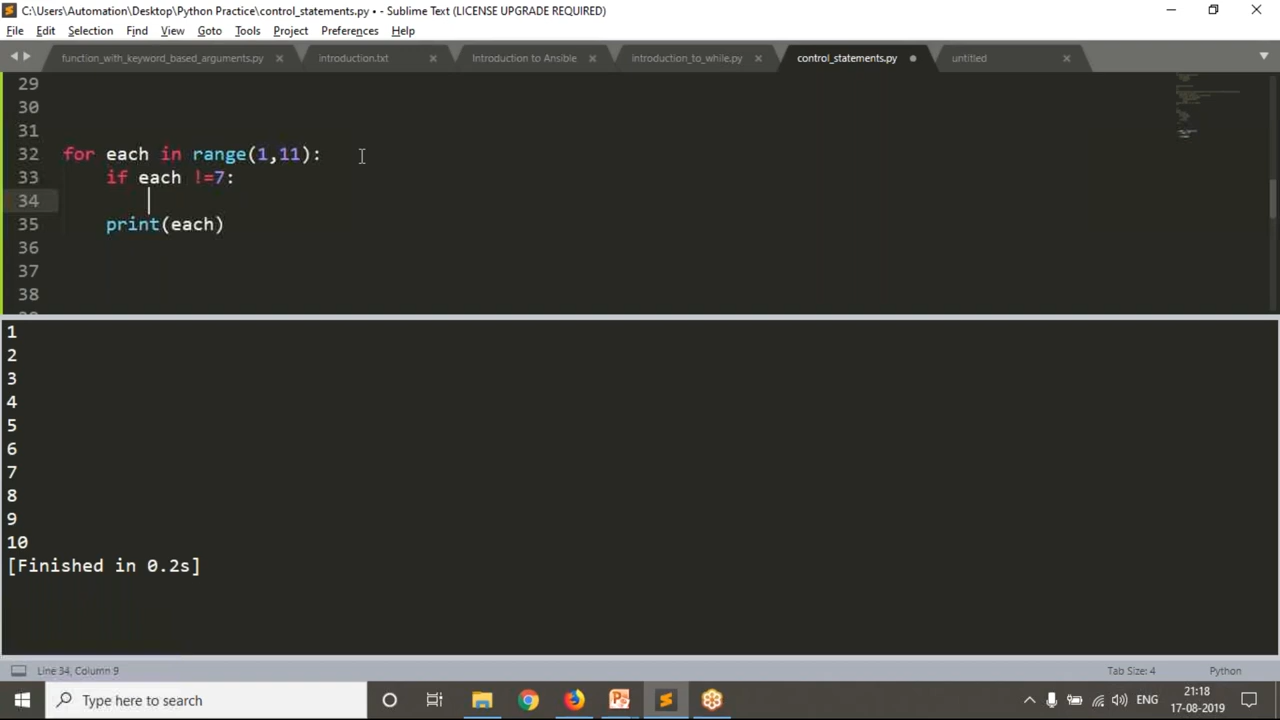 C:\Users\Automation\Desktop\Python Practice\control_statements.py • - Sublime Text (LICENSE UPGRADE REQUIRED)
File Edit Selection Find View Goto Tools Project Preferences Help
function_with_keyword_based_arguments.py introduction.txt Introduction to Ansible introduction_to_while.py control_statements.py untitled
29
30
31
32 for each in range(1,11):
33 if each !=7:
34
35 print(each)
36
37
38
1
2
3
4
5
6
7
8
9
10
[Finished in 0.2s]
Line 34, Column 9 Tab Size: 4 Python
Type here to search ENG 21:18
17-08-2019